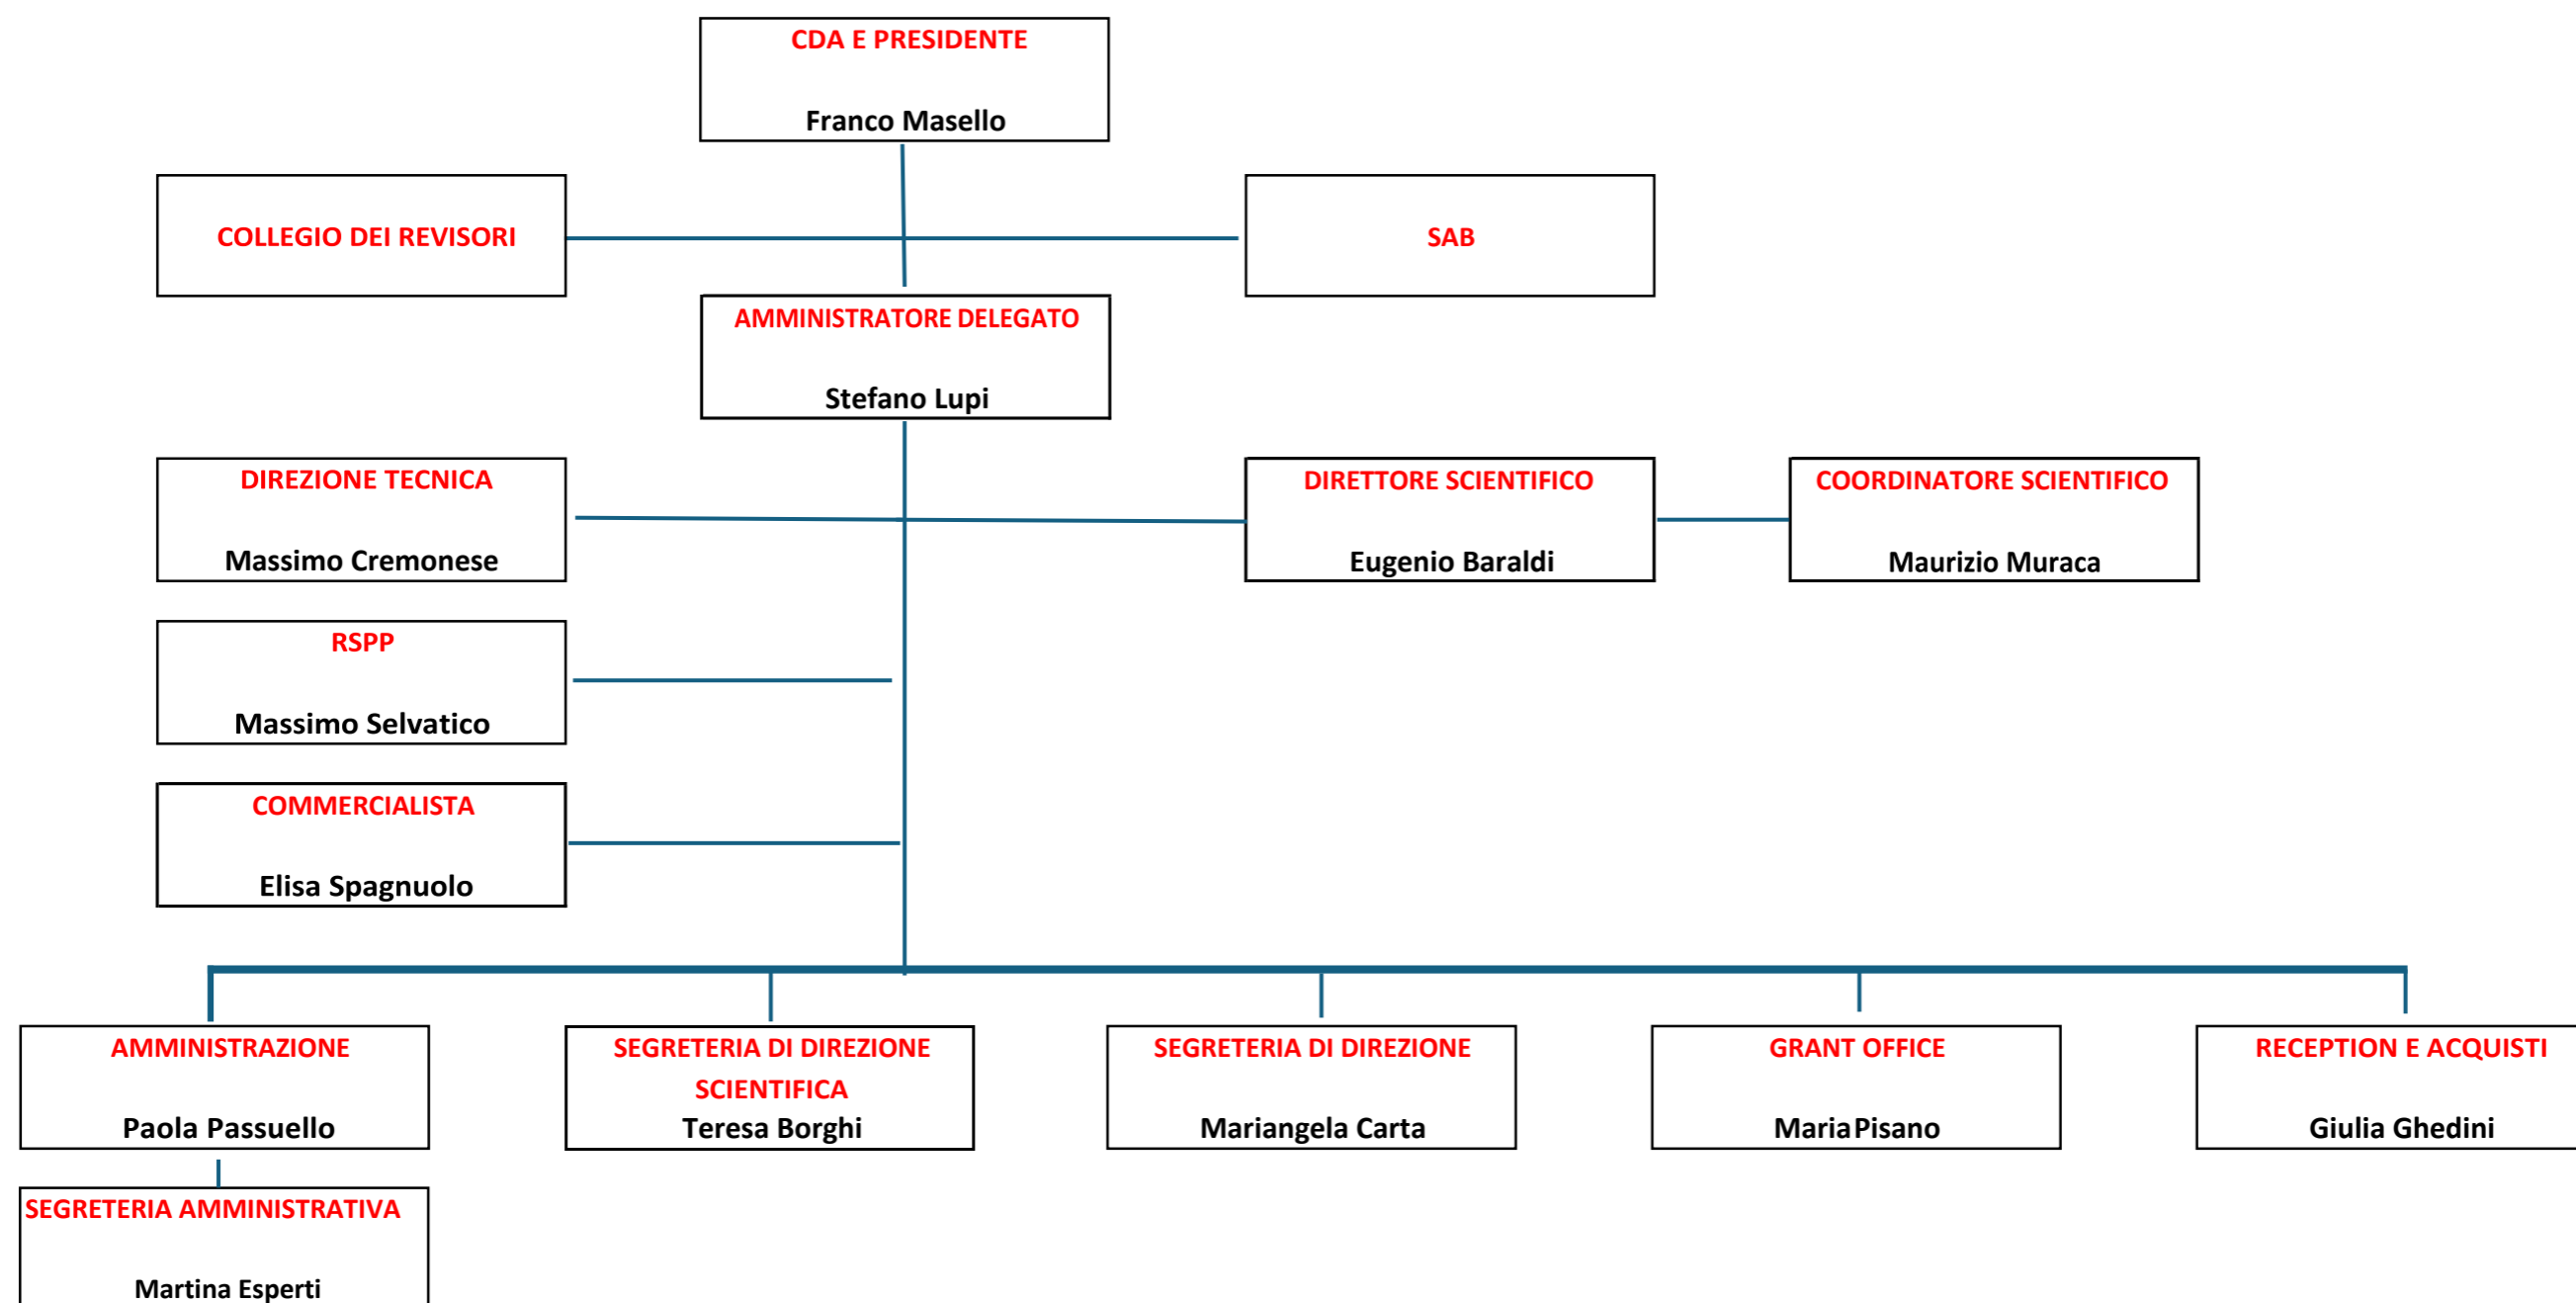 CDA E PRESIDENTE
Franco Masello
COLLEGIO DEI REVISORI
SAB
AMMINISTRATORE DELEGATO
Stefano Lupi
DIREZIONE TECNICA
Massimo Cremonese
DIRETTORE SCIENTIFICO
Eugenio Baraldi
COORDINATORE SCIENTIFICO
Maurizio Muraca
RSPP
Massimo Selvatico
COMMERCIALISTA
Elisa Spagnuolo
AMMINISTRAZIONE
Paola Passuello
SEGRETERIA DI DIREZIONE
SCIENTIFICA
Teresa Borghi
SEGRETERIA DI DIREZIONE
Mariangela Carta
GRANT OFFICE
Maria Pisano
RECEPTION E ACQUISTI
Giulia Ghedini
SEGRETERIA AMMINISTRATIVA
Martina Esperti